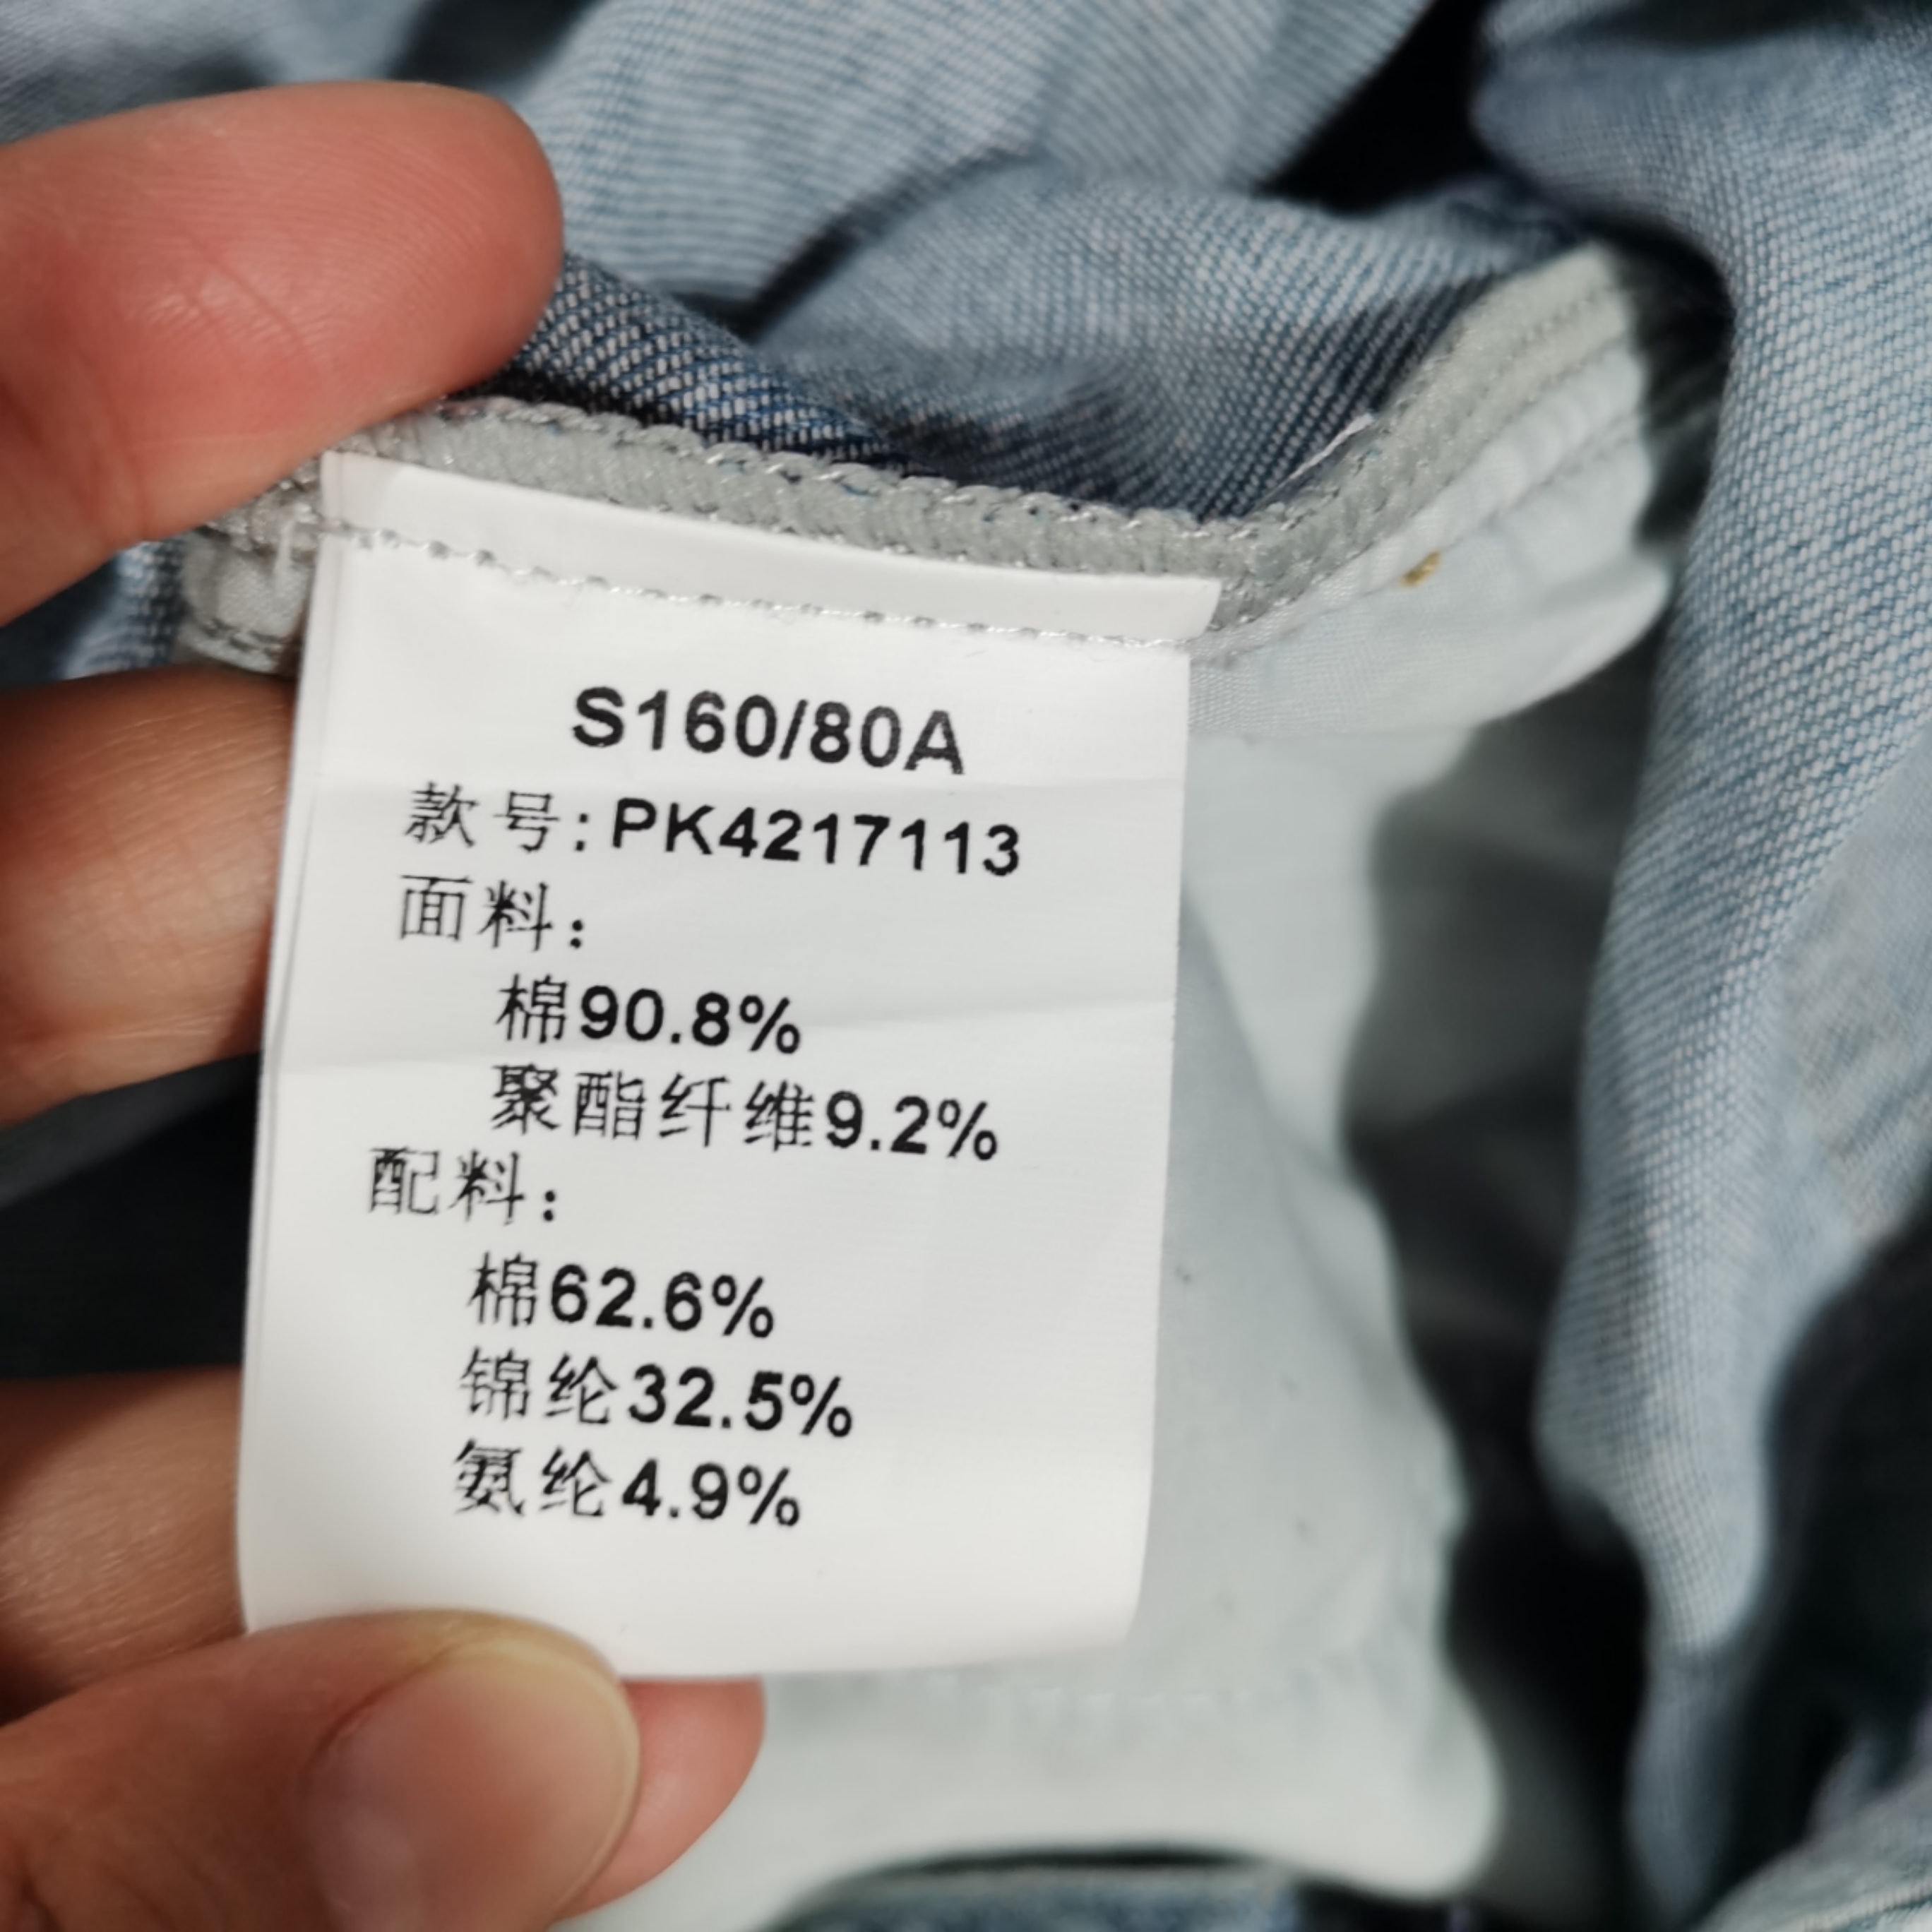 S160/80A
款号:PK4217113
面料:
棉90.8%
聚酯纤维9.2%
配料:
棉62.6%
锦纶32.5%
氨纶4.9%